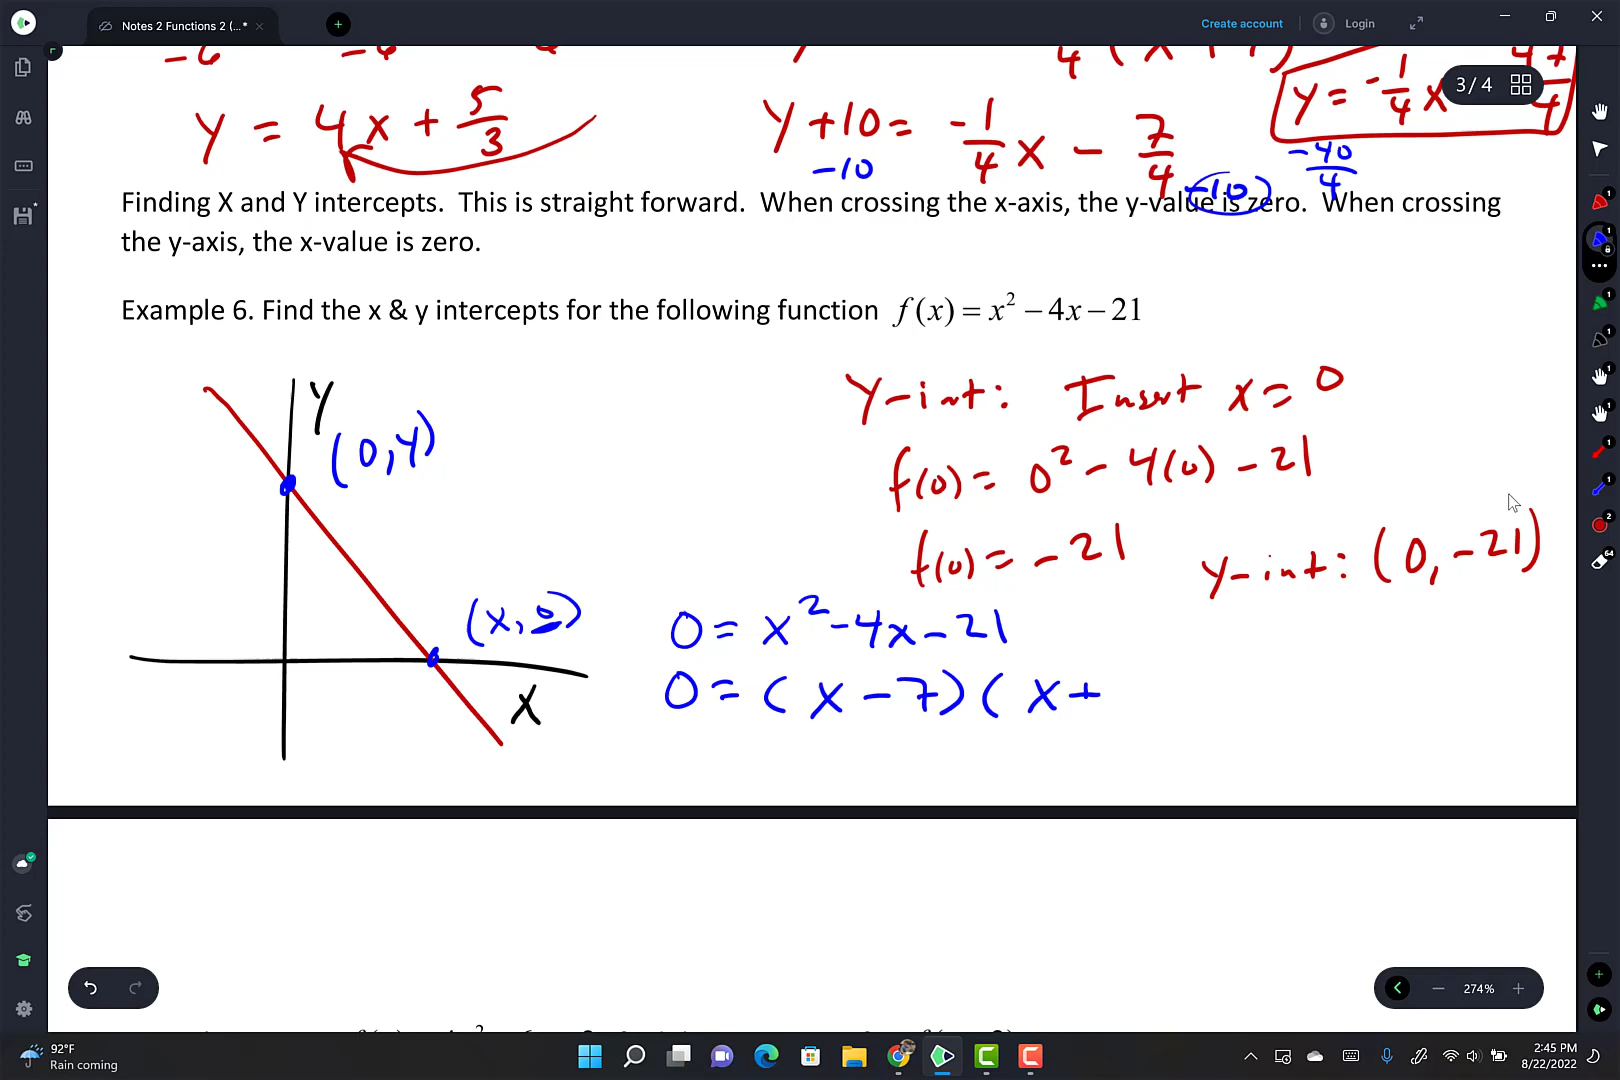 Notes 2 Functions 2 (...*
Create account
Login
-6
y = 4x + 5/3
y + 10 = -1/4 x - 7/4
-10
-10
y = -1/4 x
-40/4
3 / 4
Finding X and Y intercepts. This is straight forward. When crossing the x-axis, the y-value is zero. When crossing
the y-axis, the x-value is zero.
Example 6. Find the x & y intercepts for the following function f(x) = x² − 4x − 21
Y
(0, y)
(x, 0)
X
Y-int: Insert x = 0
f(0) = 0² - 4(0) - 21
f(0) = -21 y-int: (0, -21)
0 = x² - 4x - 21
0 = (x - 7)(x +
274%
92°F
Rain coming
2:45 PM
8/22/2022